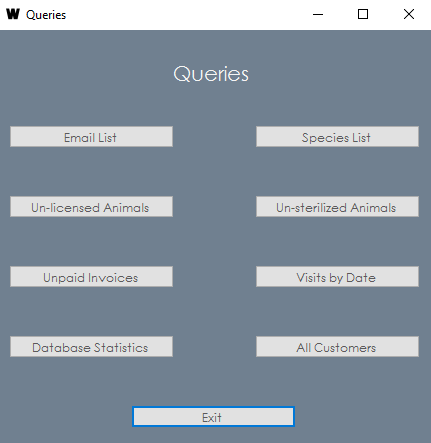 W Queries
Queries
Email List
Species List
Un-licensed Animals
Un-sterilized Animals
Unpaid Invoices
Visits by Date
Database Statistics
All Customers
Exit